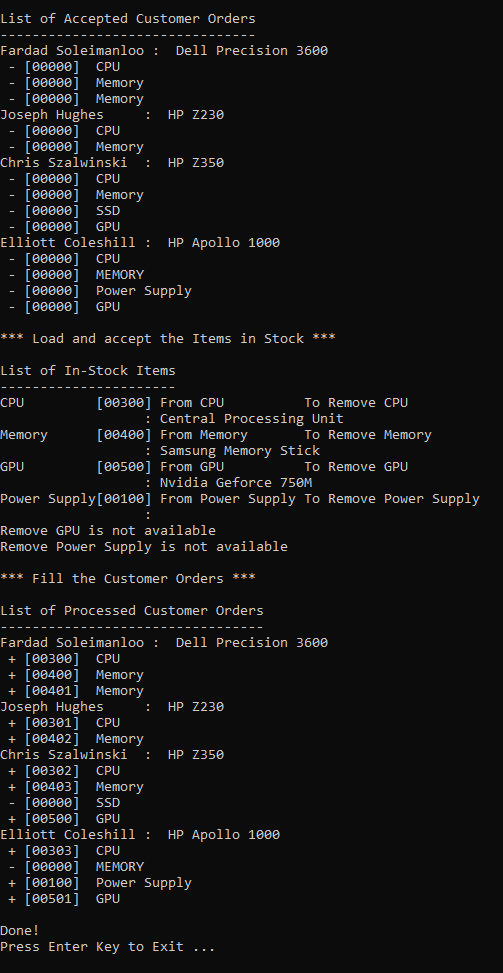 List of Accepted Customer Orders
--------------------------------
Fardad Soleimanloo :  Dell Precision 3600
 - [00000]  CPU
 - [00000]  Memory
 - [00000]  Memory
Joseph Hughes     :  HP Z230
 - [00000]  CPU
 - [00000]  Memory
Chris Szalwinski  :  HP Z350
 - [00000]  CPU
 - [00000]  Memory
 - [00000]  SSD
 - [00000]  GPU
Elliott Coleshill :  HP Apollo 1000
 - [00000]  CPU
 - [00000]  MEMORY
 - [00000]  Power Supply
 - [00000]  GPU
*** Load and accept the Items in Stock ***
List of In-Stock Items
----------------------
CPU         [00300] From CPU          To Remove CPU
                  : Central Processing Unit
Memory      [00400] From Memory       To Remove Memory
                  : Samsung Memory Stick
GPU         [00500] From GPU          To Remove GPU
                  : Nvidia Geforce 750M
Power Supply[00100] From Power Supply To Remove Power Supply
                  :
Remove GPU is not available
Remove Power Supply is not available
*** Fill the Customer Orders ***
List of Processed Customer Orders
---------------------------------
Fardad Soleimanloo :  Dell Precision 3600
 + [00300]  CPU
 + [00400]  Memory
 + [00401]  Memory
Joseph Hughes     :  HP Z230
 + [00301]  CPU
 + [00402]  Memory
Chris Szalwinski  :  HP Z350
 + [00302]  CPU
 + [00403]  Memory
 - [00000]  SSD
 + [00500]  GPU
Elliott Coleshill :  HP Apollo 1000
 + [00303]  CPU
 - [00000]  MEMORY
 + [00100]  Power Supply
 + [00501]  GPU
Done!
Press Enter Key to Exit ...